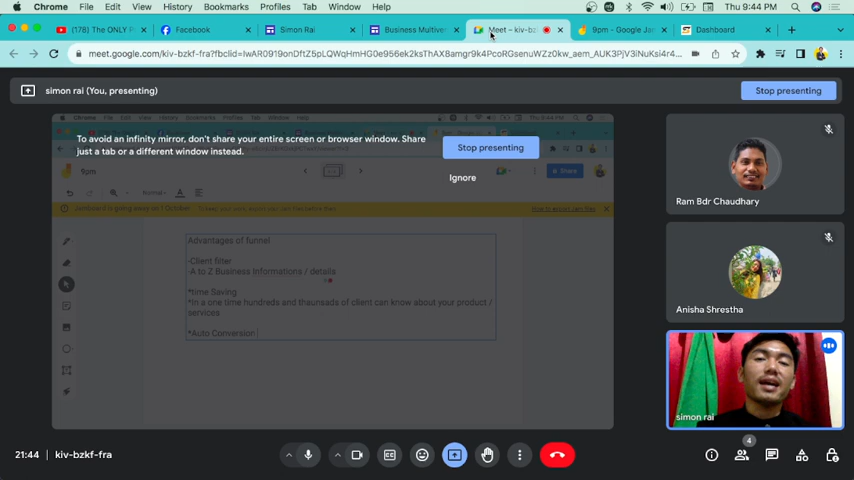 Chrome File Edit View History Bookmarks Profiles Tab Window Help Thu 9:44 PM
(178) The ONLY F Facebook Simon Rai Business Multiver Meet – kiv-bz 9pm - Google Jan Dashboard
meet.google.com/kiv-bzkf-fra?fbclid=
simon rai (You, presenting) Stop presenting
To avoid an infinity mirror, don't share your entire screen or browser window. Share
just a tab or a different window instead.
Stop presenting
Ignore
9pm
Share
Normal
Advantages of funnel
-Client filter
-A to Z Business Informations / details
*time Saving
*In a one time hundreds and thaunsads of client can know about your product /
services
*Auto Conversion
Ram Bdr Chaudhary
Anisha Shrestha
simon rai
21:44 | kiv-bzkf-fra
4